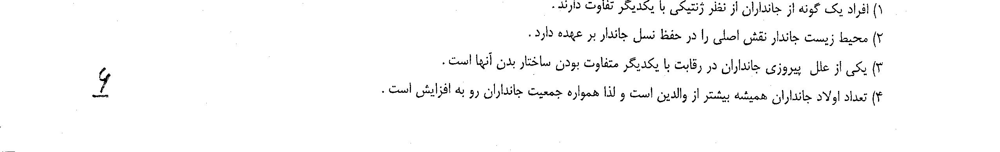 ۱) افراد یک گونه از جانداران از نظر ژنتیکی با یکدیگر تفاوت دارند.
۲) محیط زیست جاندار نقش اصلی را در حفظ نسل جاندار بر عهده دارد.
۳) یکی از علل پیروزی جانداران در رقابت با یکدیگر متفاوت بودن ساختار بدن آنها است.
۴) تعداد اولاد جانداران همیشه بیشتر از والدین است و لذا همواره جمعیت جانداران رو به افزایش است.
۶